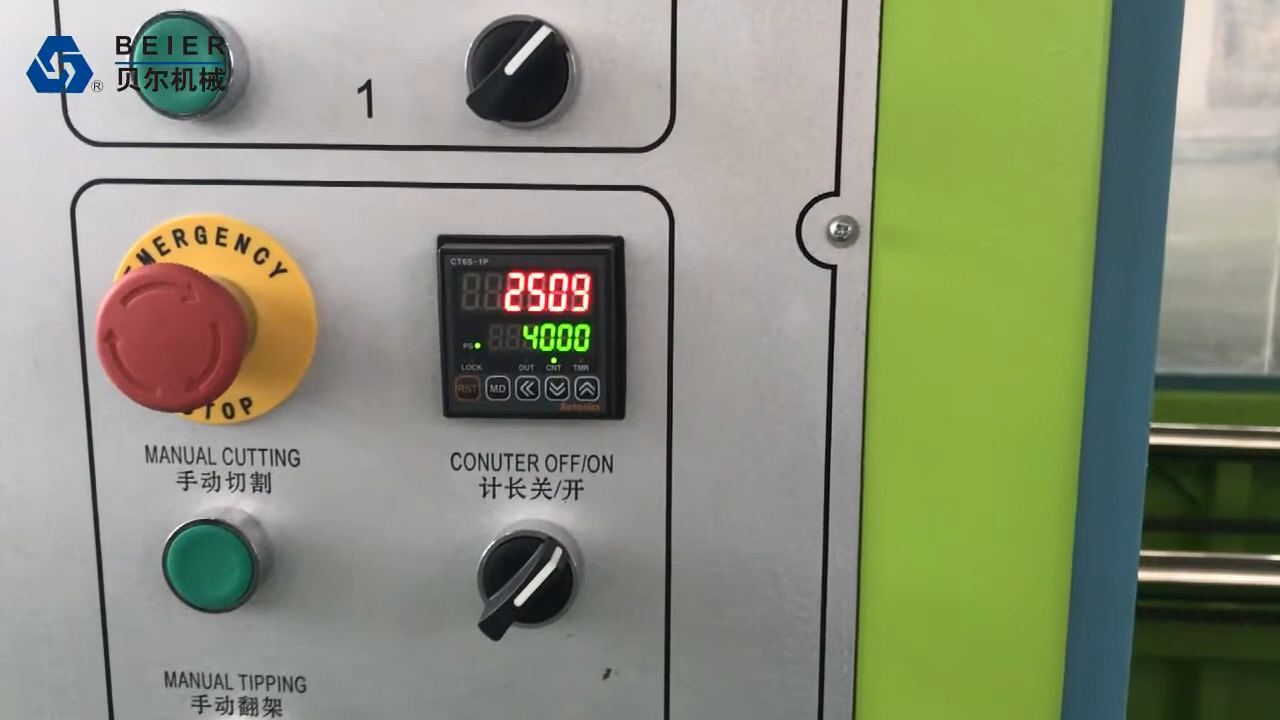 BEIER
贝尔机械
®
1
EMERGENCY
STOP
CT6S-1P
2509
4000
PS
LOCK
OUT CNT TMR
RST MD
Autonics
MANUAL CUTTING
手动切割
CONUTER OFF/ON
计长关/开
MANUAL TIPPING
手动翻架